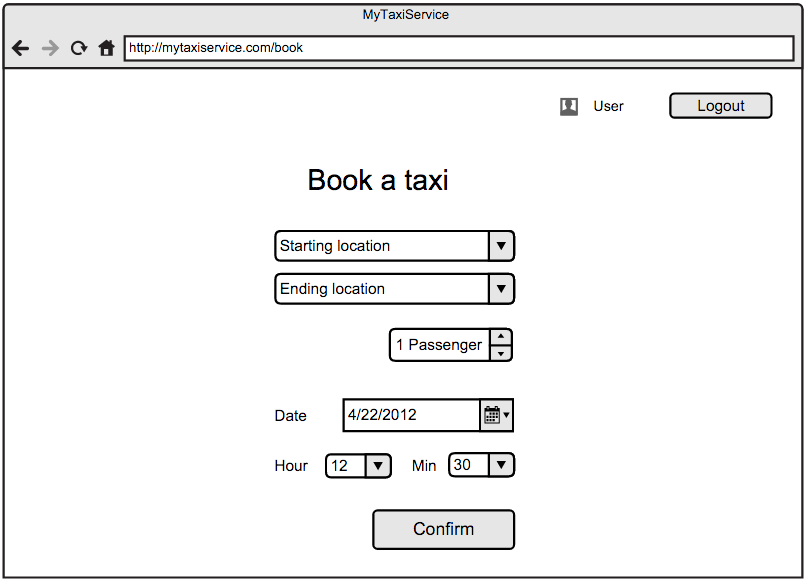 MyTaxiService
http://mytaxiservice.com/book
User Logout
Book a taxi
Starting location
Ending location
1 Passenger
Date 4/22/2012
Hour 12 Min 30
Confirm